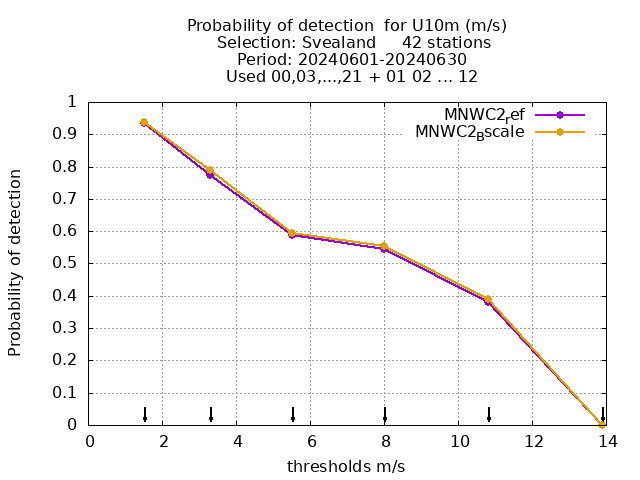 Probability of detection  for U10m (m/s)
Selection: Svealand     42 stations
Period: 20240601-20240630
Used 00,03,...,21 + 01 02 ... 12
MNWC2_ref
MNWC2_Bscale
Probability of detection
1
0.9
0.8
0.7
0.6
0.5
0.4
0.3
0.2
0.1
0
0 2 4 6 8 10 12 14
thresholds m/s